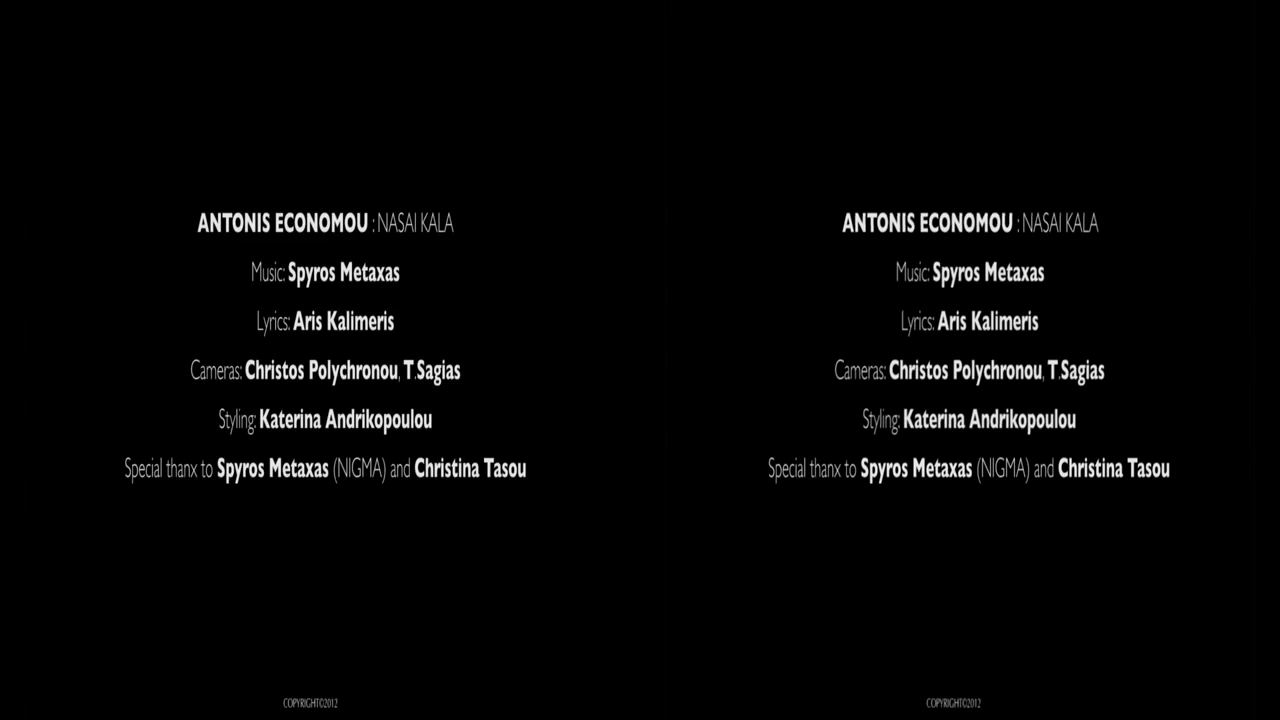 ANTONIS ECONOMOU : NASAI KALA
Music: Spyros Metaxas
Lyrics: Aris Kalimeris
Cameras: Christos Polychronou, T.Sagias
Styling: Katerina Andrikopoulou
Special thanx to Spyros Metaxas (NIGMA) and Christina Tasou
COPYRIGHT©2012
ANTONIS ECONOMOU : NASAI KALA
Music: Spyros Metaxas
Lyrics: Aris Kalimeris
Cameras: Christos Polychronou, T.Sagias
Styling: Katerina Andrikopoulou
Special thanx to Spyros Metaxas (NIGMA) and Christina Tasou
COPYRIGHT©2012